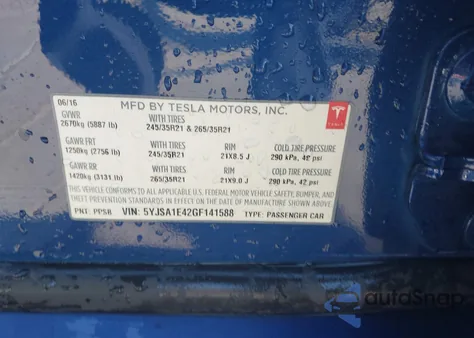 06/16 MFD BY TESLA MOTORS, INC.
GVWR WITH TIRES
2670kg (5887 lb) 245/35R21 & 265/35R21
GAWR FRT WITH TIRES RIM COLD TIRE PRESSURE
1250kg (2756 lb) 245/35R21 21X8.5 J 290 kPa, 42 psi
GAWR RR WITH TIRES RIM COLD TIRE PRESSURE
1420kg (3131 lb) 265/35R21 21X9.0 J 290 kPa, 42 psi
THIS VEHICLE CONFORMS TO ALL APPLICABLE U.S. FEDERAL MOTOR VEHICLE SAFETY, BUMPER, AND
THEFT PREVENTION STANDARDS IN EFFECT ON THE DATE OF MANUFACTURE SHOWN ABOVE.
PNT: PPSB VIN: 5YJSA1E42GF141588 TYPE: PASSENGER CAR
TESLA
autoSnap